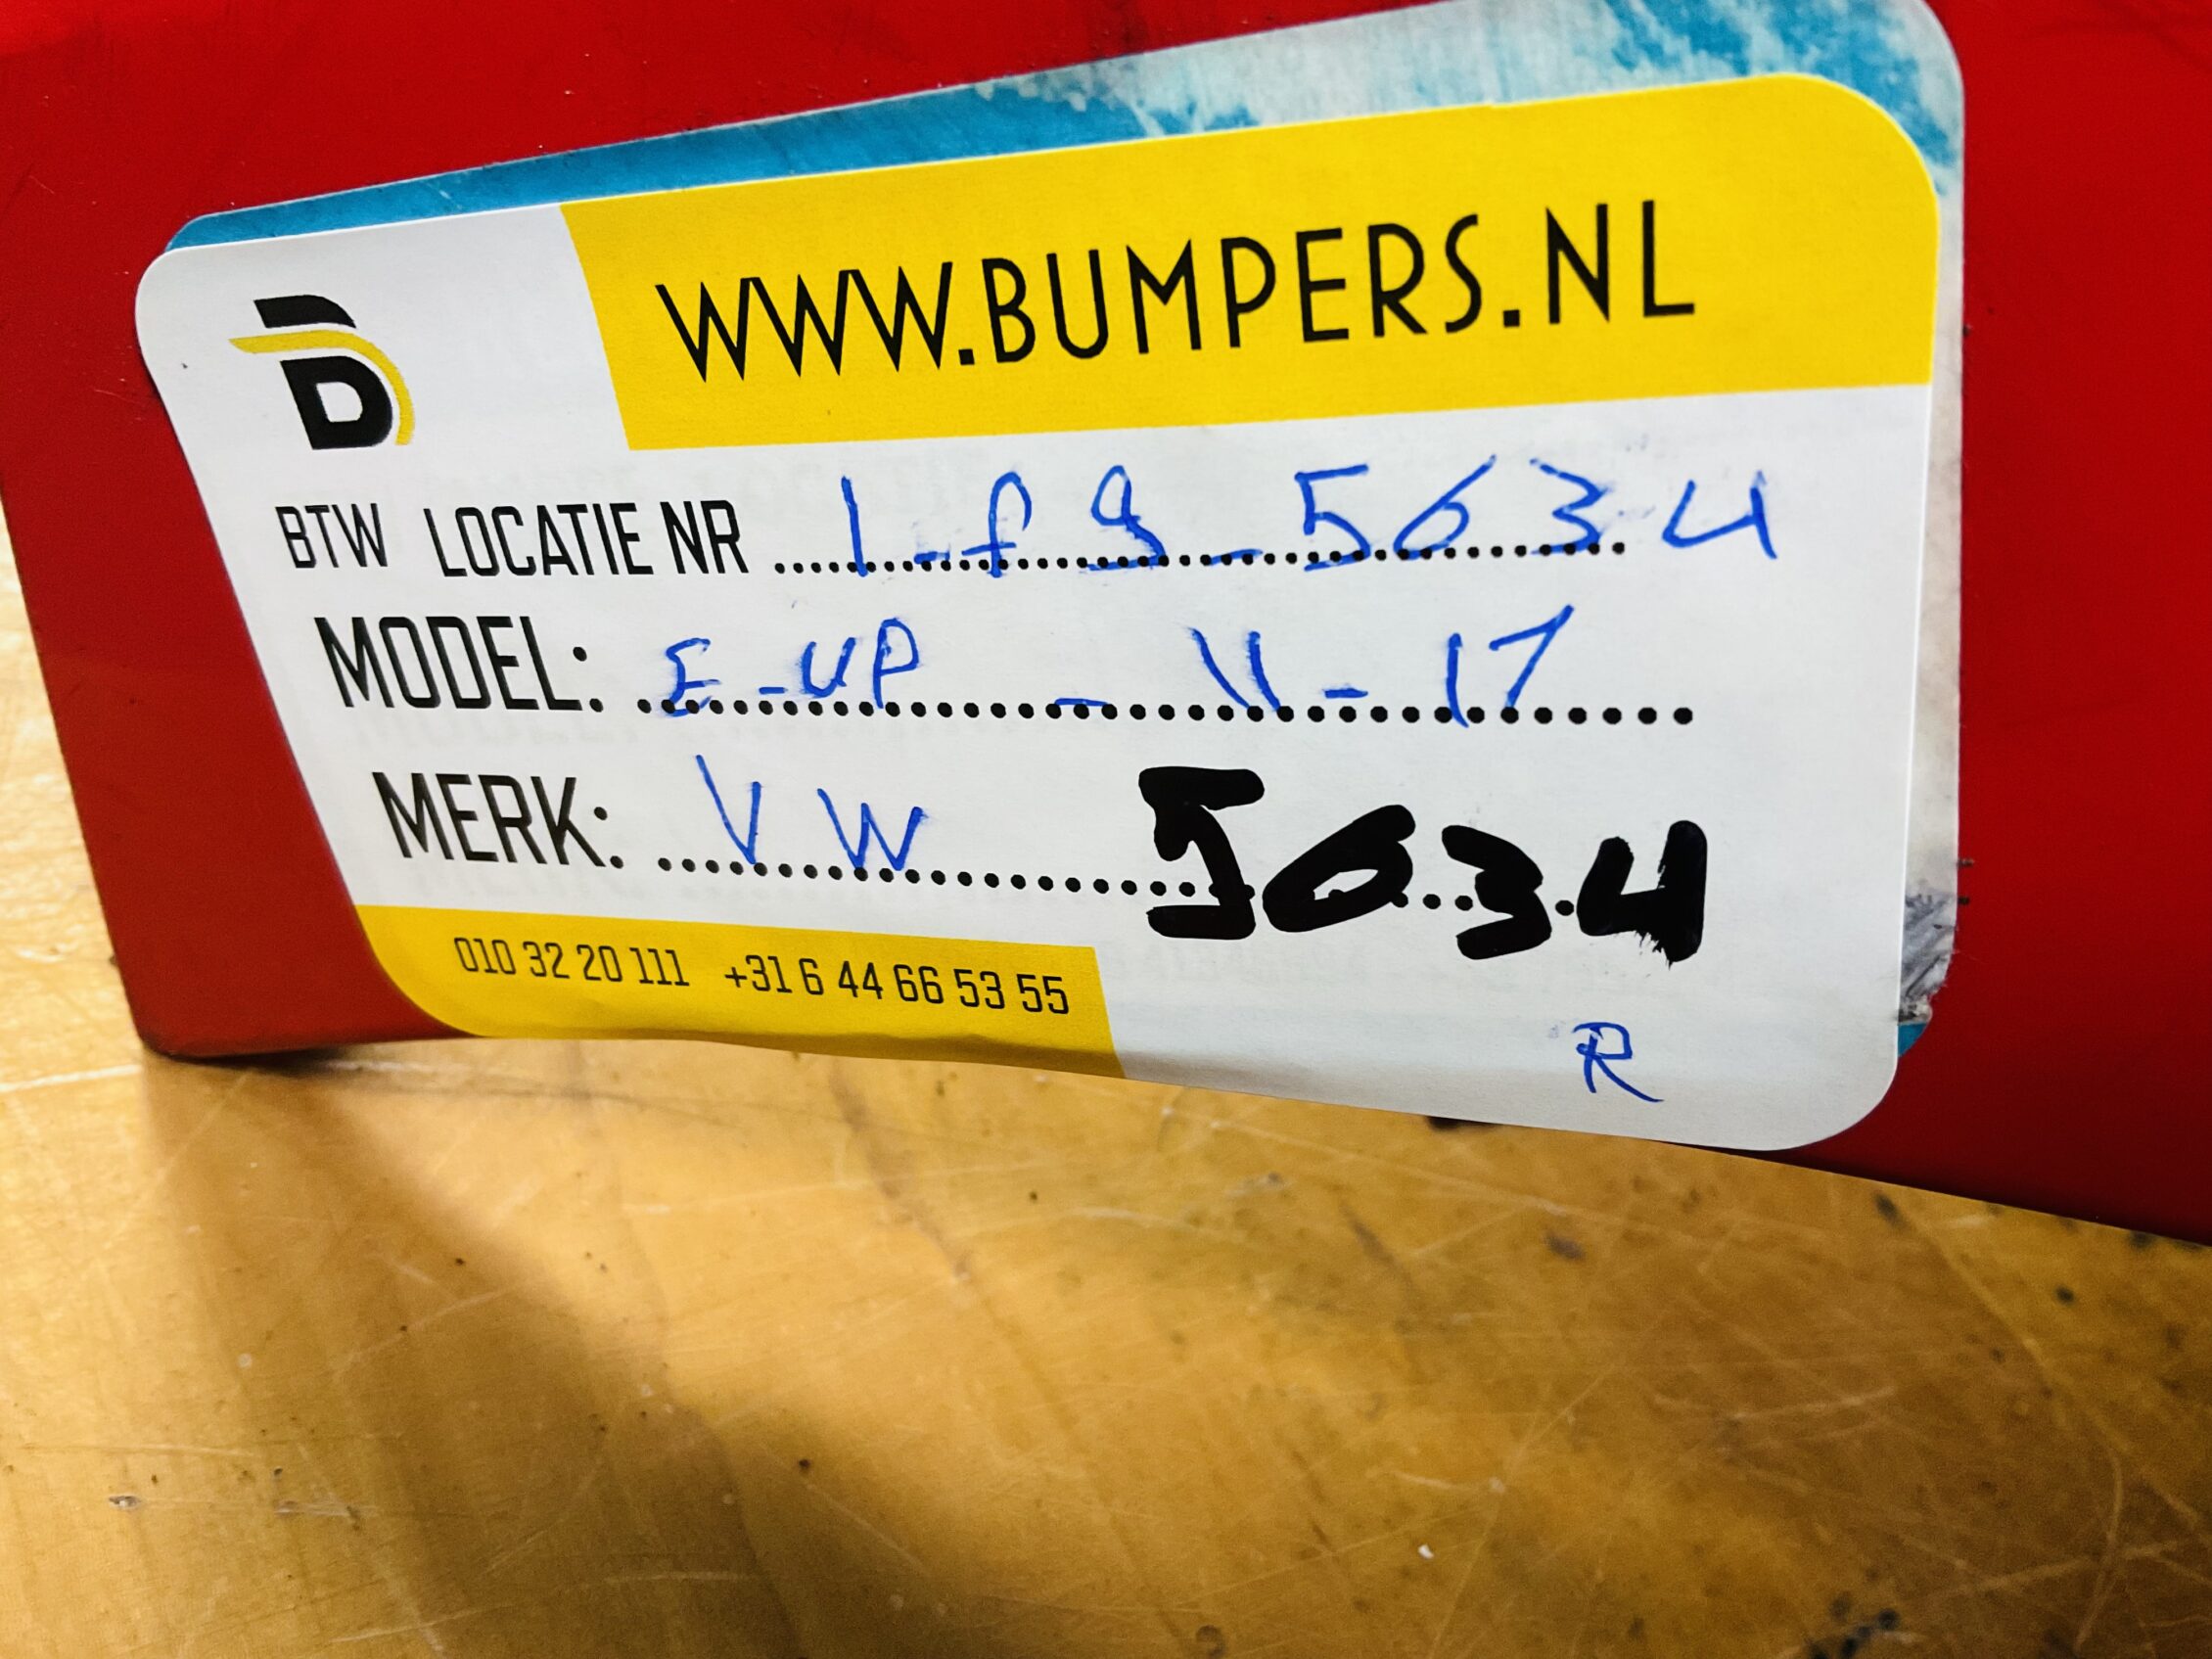 WWW.BUMPERS.NL
BTW LOCATIE NR 1-f9-5634
MODEL: E-UP - 11-17
MERK: VW 5634
010 32 20 111 +31 6 44 66 53 55
R